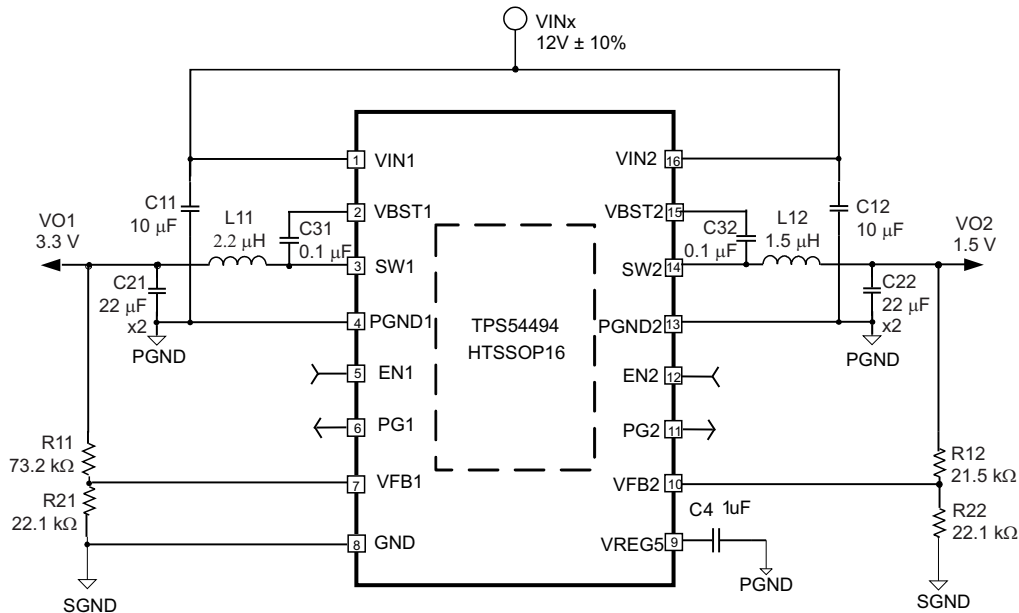 VINx
12V ± 10%
1 VIN1
VIN2 16
C11
10 μF
2 VBST1
VBST2 15
C12
10 μF
VO1
3.3 V
L11
2.2 μH
C31
0.1 μF
C32
0.1 μF
L12
1.5 μH
VO2
1.5 V
3 SW1
SW2 14
C21
22 μF
x2
C22
22 μF
x2
4 PGND1
PGND2 13
PGND
PGND
TPS54494
HTSSOP16
5 EN1
EN2 12
6 PG1
PG2 11
R11
73.2 kΩ
R12
21.5 kΩ
7 VFB1
VFB2 10
R21
22.1 kΩ
R22
22.1 kΩ
C4 1uF
8 GND
VREG5 9
PGND
SGND
SGND